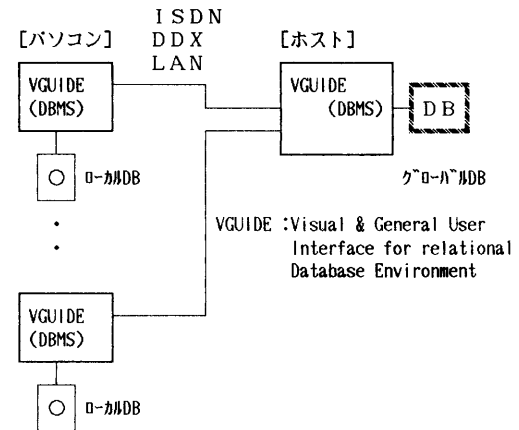 ＩＳＤＮ
[パソコン] ＤＤＸ [ホスト]
ＬＡＮ
VGUIDE
(DBMS)
VGUIDE
(DBMS)
ＤＢ
ﾛｰｶﾙDB
ｸﾞﾛｰﾊﾞﾙDB
VGUIDE :Visual & General User
Interface for relational
Database Environment
VGUIDE
(DBMS)
ﾛｰｶﾙDB